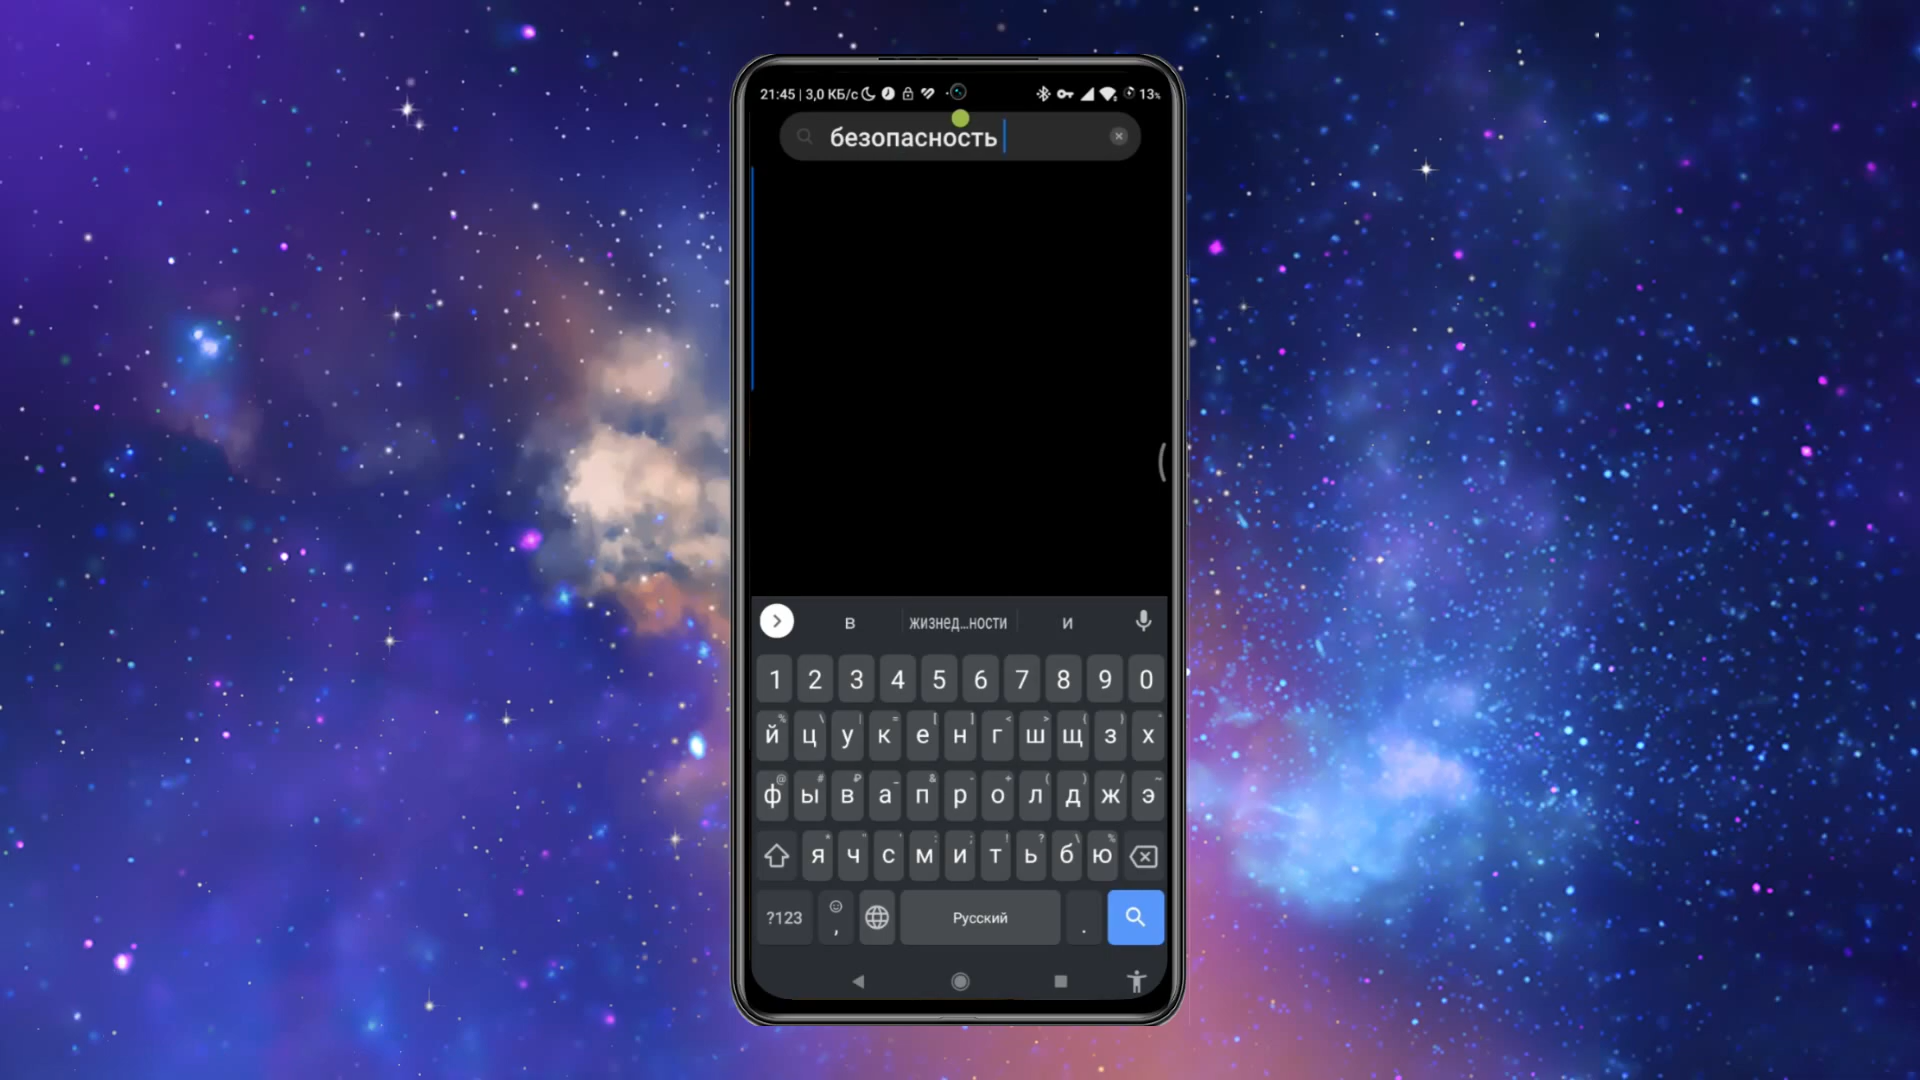 21:45 | 3,0 КБ/с 13%
безопасность
в жизнед...ности и
1 2 3 4 5 6 7 8 9 0
й ц у к е н г ш щ з х
ф ы в а п р о л д ж э
я ч с м и т ь б ю
?123 , Русский .